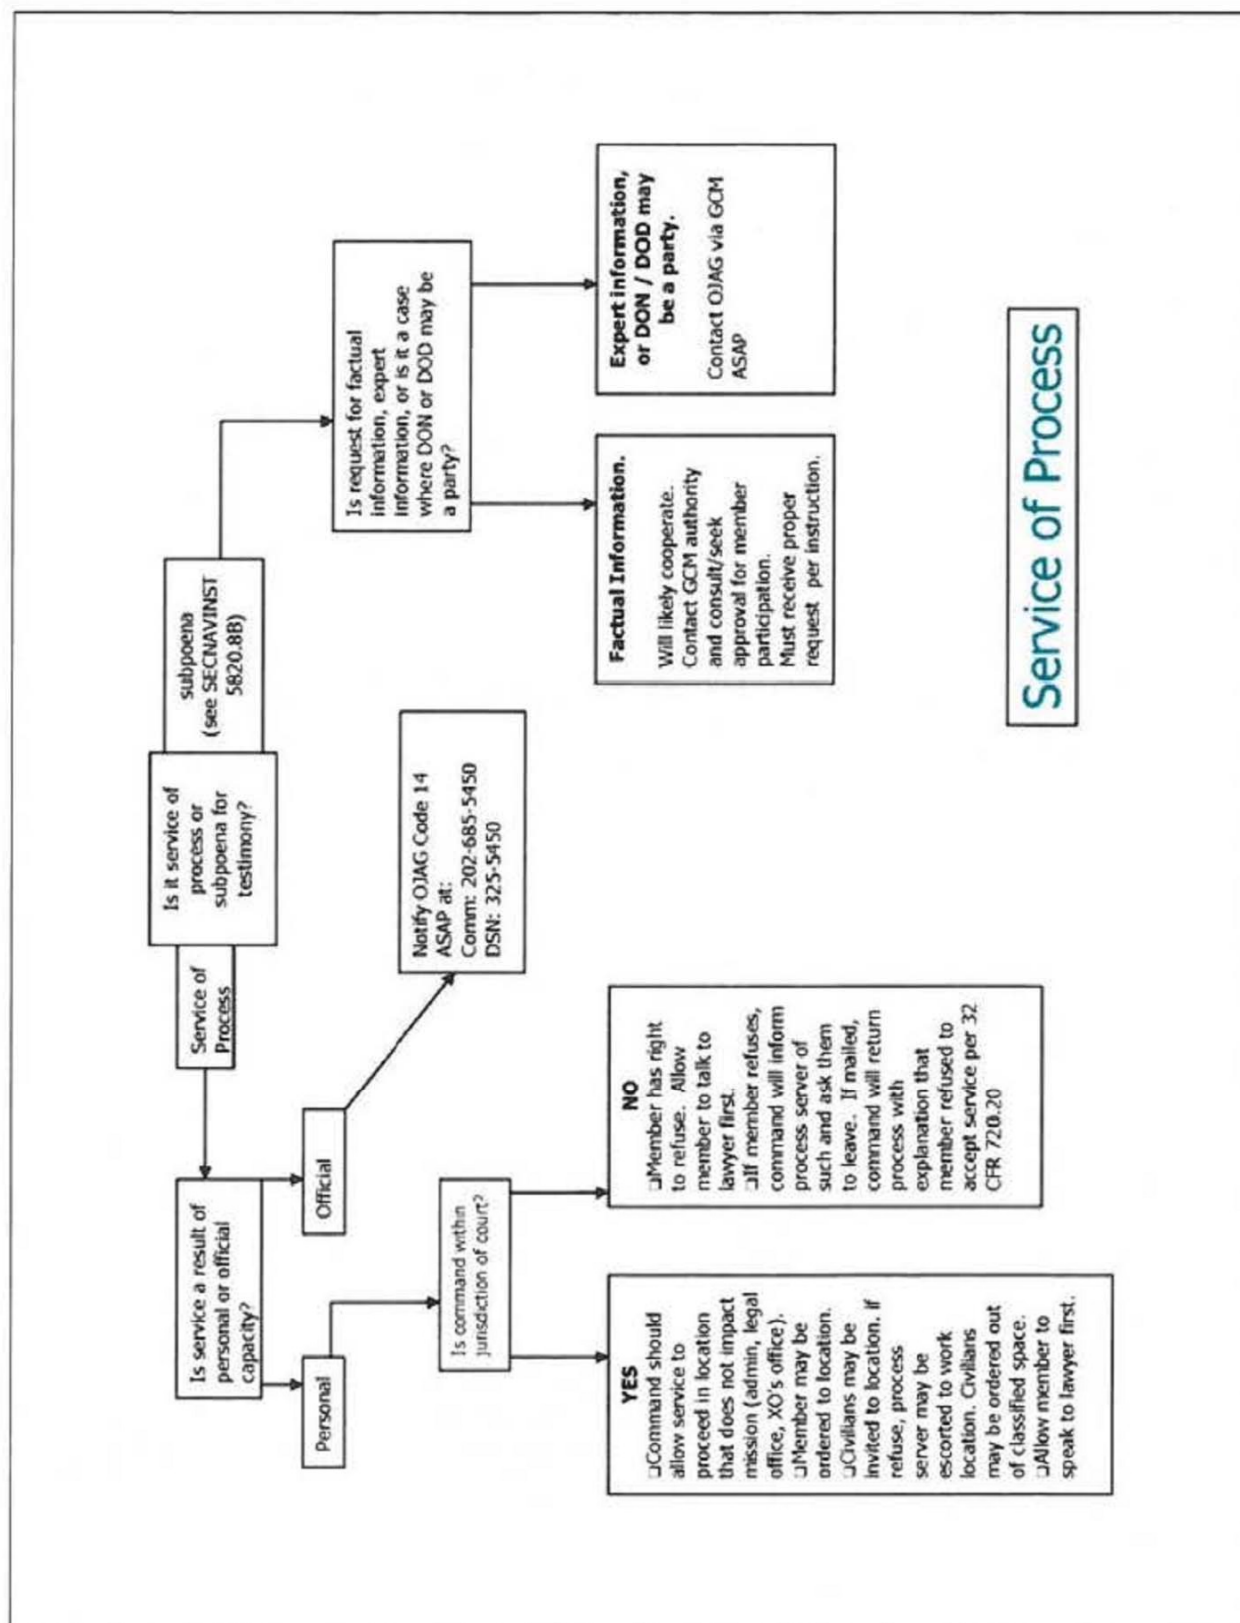 Is it service of
process or
subpoena for
testimony?
Service of
Process
subpoena
(see SECNAVINST
5820.8B)
Is service a result of
personal or official
capacity?
Personal
Official
Notify OJAG Code 14
ASAP at:
Comm: 202-685-5450
DSN: 325-5450
Is command within
jurisdiction of court?
YES
❑Command should
allow service to
proceed in location
that does not impact
mission (admin, legal
office, XO's office).
❑Member may be
ordered to location.
❑Civilians may be
invited to location. if
refuse, process
server may be
escorted to work
location. Civilians
may be ordered out
of classified space.
❑Allow member to
speak to lawyer first.
NO
❑Member has right
to refuse. Allow
member to talk to
lawyer first.
❑If member refuses,
command will inform
process server of
such and ask them
to leave. If mailed,
command will return
process with
explanation that
member refused to
accept service per 32
CFR 720.20
Is request for factual
information, expert
information, or is it a case
where DON or DOD may be
a party?
Factual Information.
Will likely cooperate.
Contact GCM authority
and consult/seek
approval for member
participation.
Must receive proper
request per instruction.
Expert information,
or DON / DOD may
be a party.
Contact OJAG via GCM
ASAP
Service of Process